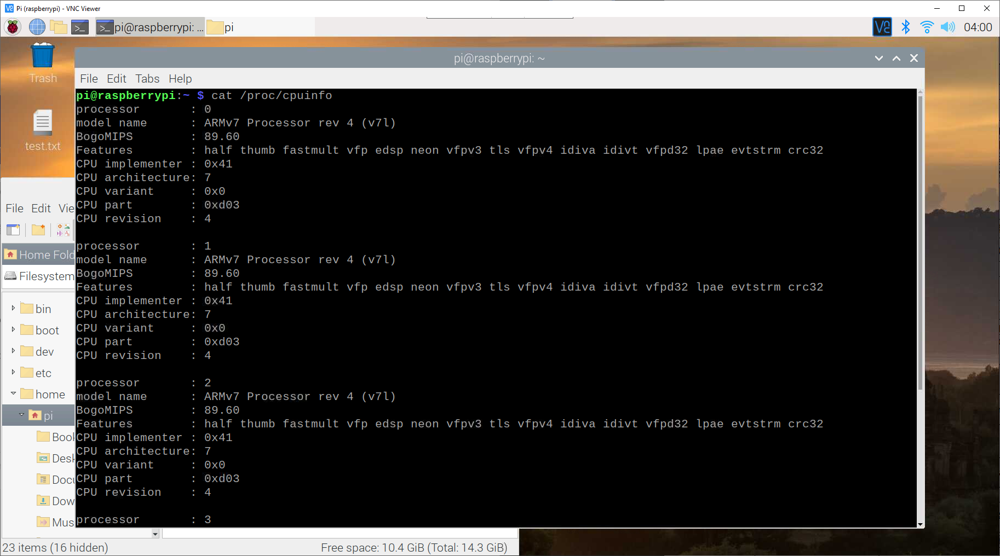 Pi (raspberrypi) - VNC Viewer
pi@raspberrypi: ...
pi
04:00
Trash
test.txt
pi@raspberrypi: ~
File Edit Tabs Help
pi@raspberrypi:~ $ cat /proc/cpuinfo
processor : 0
model name : ARMv7 Processor rev 4 (v7l)
BogoMIPS : 89.60
Features : half thumb fastmult vfp edsp neon vfpv3 tls vfpv4 idiva idivt vfpd32 lpae evtstrm crc32
CPU implementer : 0x41
CPU architecture: 7
CPU variant : 0x0
CPU part : 0xd03
CPU revision : 4
processor : 1
model name : ARMv7 Processor rev 4 (v7l)
BogoMIPS : 89.60
Features : half thumb fastmult vfp edsp neon vfpv3 tls vfpv4 idiva idivt vfpd32 lpae evtstrm crc32
CPU implementer : 0x41
CPU architecture: 7
CPU variant : 0x0
CPU part : 0xd03
CPU revision : 4
processor : 2
model name : ARMv7 Processor rev 4 (v7l)
BogoMIPS : 89.60
Features : half thumb fastmult vfp edsp neon vfpv3 tls vfpv4 idiva idivt vfpd32 lpae evtstrm crc32
CPU implementer : 0x41
CPU architecture: 7
CPU variant : 0x0
CPU part : 0xd03
CPU revision : 4
processor : 3
File Edit Vie
Home Fold
Filesystem
bin
boot
dev
etc
home
pi
Book
Desk
Docu
Dow
Mus
23 items (16 hidden)
Free space: 10.4 GiB (Total: 14.3 GiB)